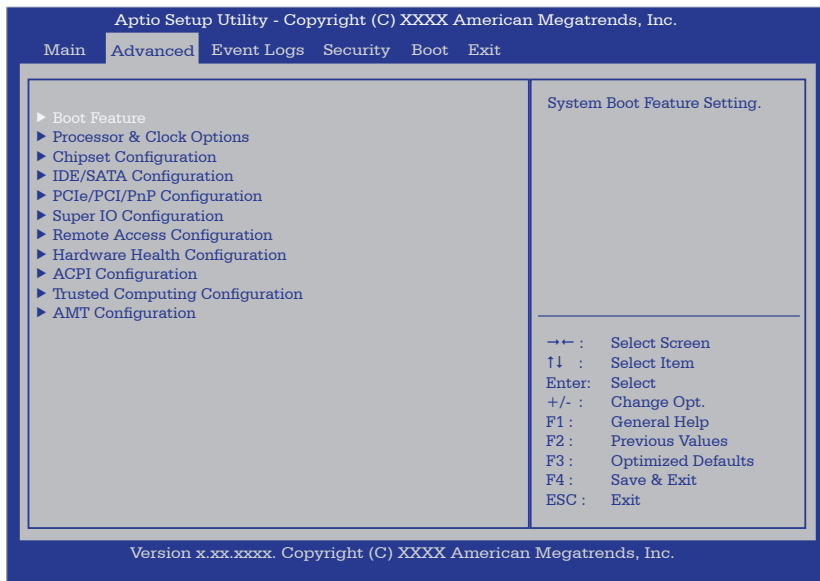 Aptio Setup Utility - Copyright (C) XXXX American Megatrends, Inc.
Main Advanced Event Logs Security Boot Exit
▶ Boot Feature
▶ Processor & Clock Options
▶ Chipset Configuration
▶ IDE/SATA Configuration
▶ PCIe/PCI/PnP Configuration
▶ Super IO Configuration
▶ Remote Access Configuration
▶ Hardware Health Configuration
▶ ACPI Configuration
▶ Trusted Computing Configuration
▶ AMT Configuration
System Boot Feature Setting.
→← : Select Screen
↑↓ : Select Item
Enter: Select
+/- : Change Opt.
F1 : General Help
F2 : Previous Values
F3 : Optimized Defaults
F4 : Save & Exit
ESC : Exit
Version x.xx.xxxx. Copyright (C) XXXX American Megatrends, Inc.